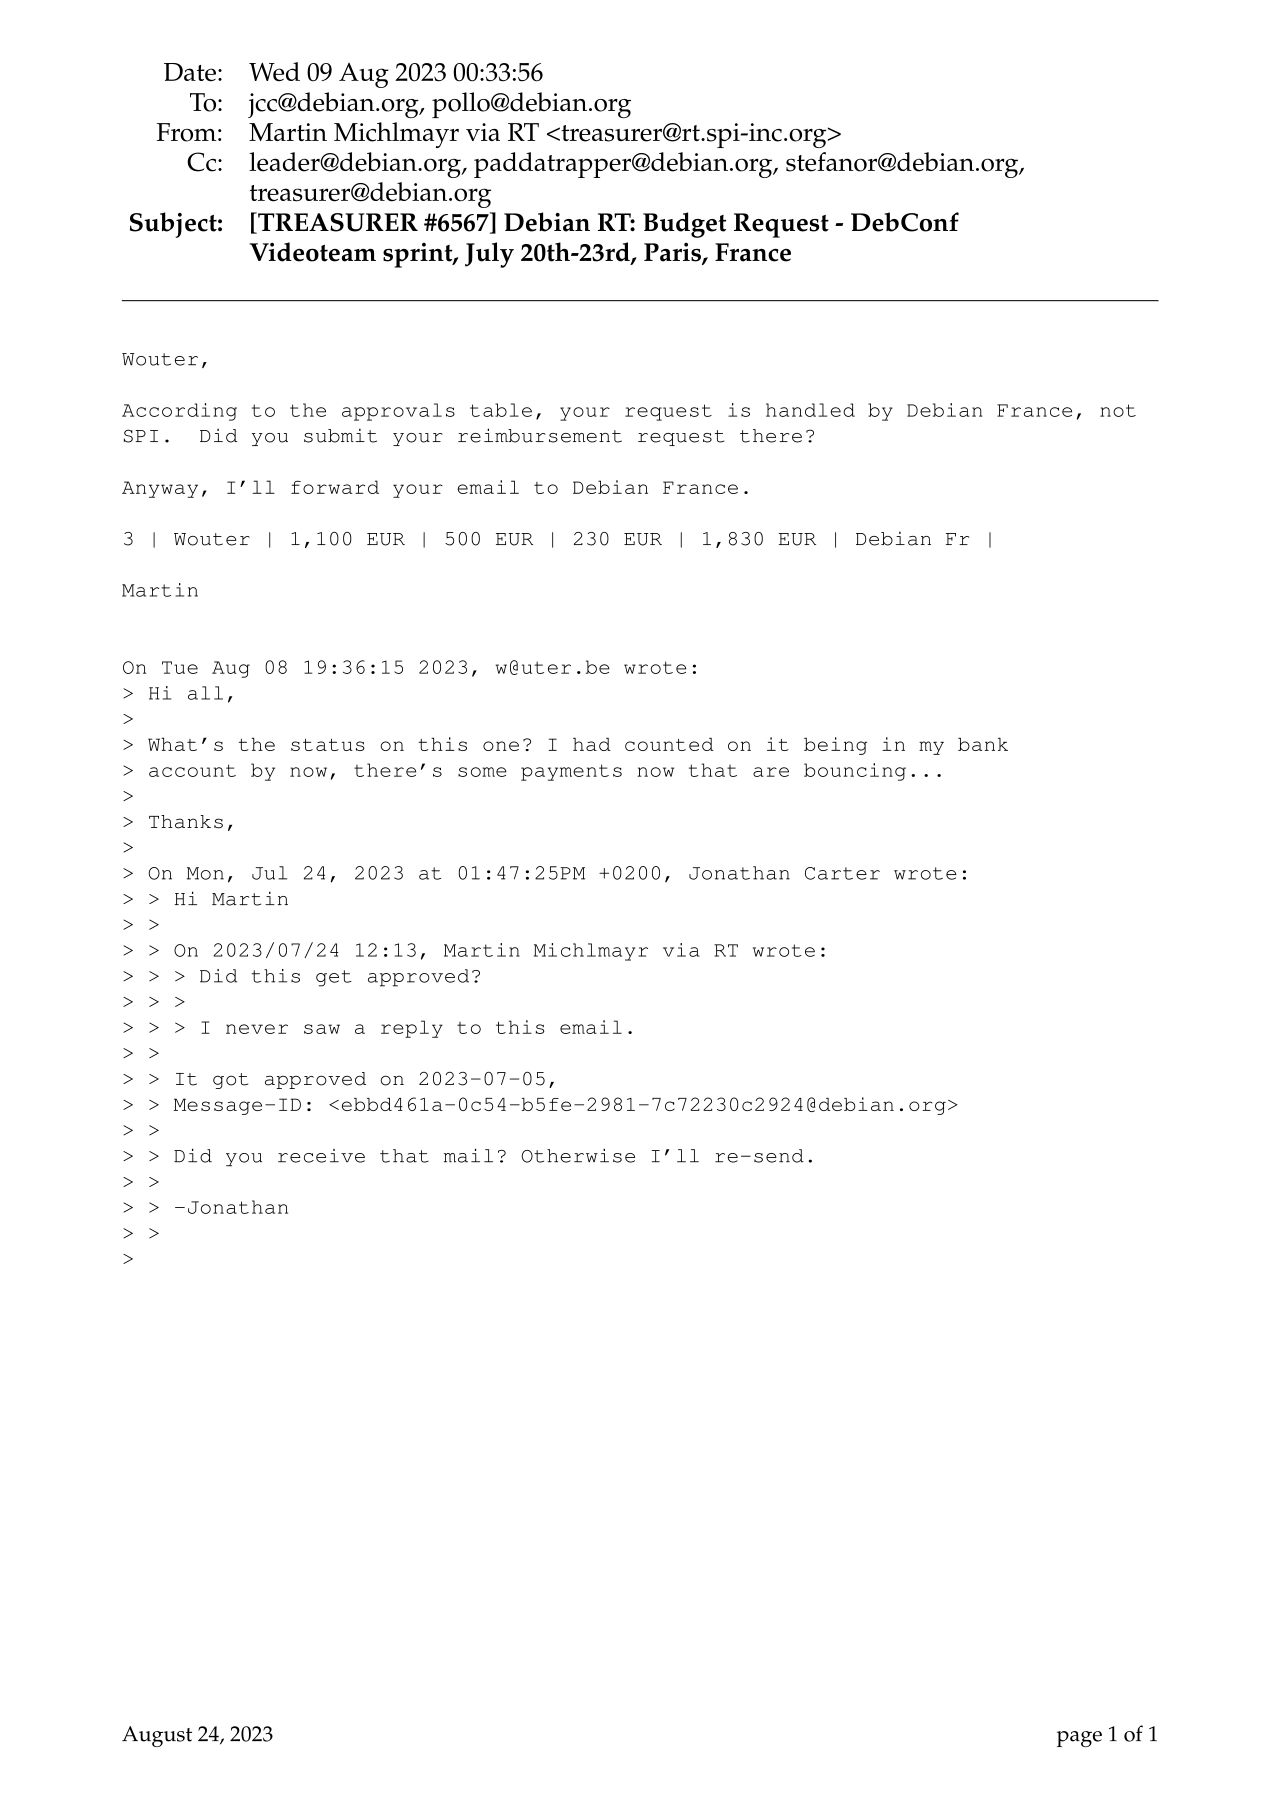 Date: Wed 09 Aug 2023 00:33:56
To: jcc@debian.org, pollo@debian.org
From: Martin Michlmayr via RT <treasurer@rt.spi-inc.org>
Cc: leader@debian.org, paddatrapper@debian.org, stefanor@debian.org,
treasurer@debian.org
Subject: [TREASURER #6567] Debian RT: Budget Request - DebConf
Videoteam sprint, July 20th-23rd, Paris, France
Wouter,
According to the approvals table, your request is handled by Debian France, not
SPI.  Did you submit your reimbursement request there?
Anyway, I'll forward your email to Debian France.
3 | Wouter | 1,100 EUR | 500 EUR | 230 EUR | 1,830 EUR | Debian Fr |
Martin
On Tue Aug 08 19:36:15 2023, w@uter.be wrote:
> Hi all,
>
> What's the status on this one? I had counted on it being in my bank
> account by now, there's some payments now that are bouncing...
>
> Thanks,
>
> On Mon, Jul 24, 2023 at 01:47:25PM +0200, Jonathan Carter wrote:
> > Hi Martin
> >
> > On 2023/07/24 12:13, Martin Michlmayr via RT wrote:
> > > Did this get approved?
> > >
> > > I never saw a reply to this email.
> >
> > It got approved on 2023-07-05,
> > Message-ID: <ebbd461a-0c54-b5fe-2981-7c72230c2924@debian.org>
> >
> > Did you receive that mail? Otherwise I'll re-send.
> >
> > -Jonathan
> >
>
August 24, 2023 page 1 of 1